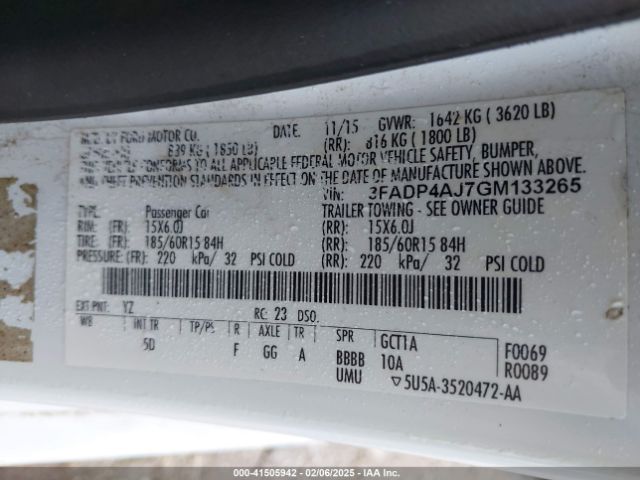 MFD. BY FORD MOTOR CO. DATE: 11/15 GVWR: 1642 KG ( 3620 LB)
839 KG ( 1850 LB) (RR): 816 KG ( 1800 LB)
THIS VEHICLE CONFORMS TO ALL APPLICABLE FEDERAL MOTOR VEHICLE SAFETY, BUMPER,
AND THEFT PREVENTION STANDARDS IN EFFECT ON THE DATE OF MANUFACTURE SHOWN ABOVE.
VIN: 3FADP4AJ7GM133265
TYPE: Passenger Car TRAILER TOWING - SEE OWNER GUIDE
RIM: (FR): 15X6.0J (RR): 15X6.0J
TIRE: (FR): 185/60R15 84H (RR): 185/60R15 84H
PRESSURE: (FR): 220 kPa/ 32 PSI COLD (RR): 220 kPa/ 32 PSI COLD
EXT PNT: YZ RC: 23 DSO:
WB INT TR TP/PS R AXLE TR SPR GCT1A F0069
5D F GG A BBBB 10A R0089
UMU ▽5U5A-3520472-AA
000-41505942 - 02/06/2025 - IAA, Inc.